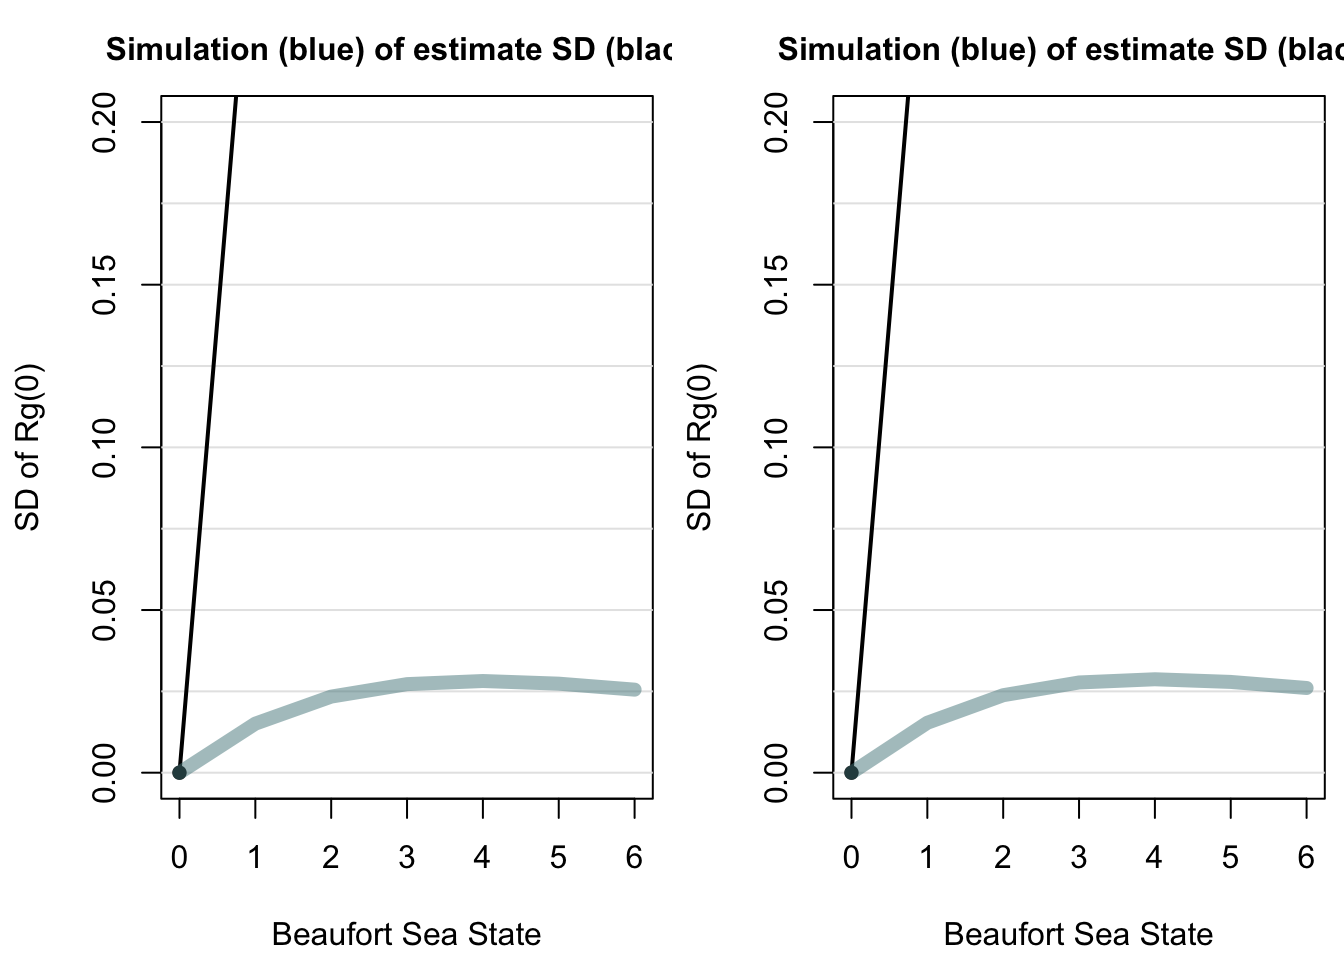 Simulation (blue) of estimate SD (blac
SD of Rg(0)
0.20
0.15
0.10
0.05
0.00
0 1 2 3 4 5 6
Beaufort Sea State
Simulation (blue) of estimate SD (blac
SD of Rg(0)
0.20
0.15
0.10
0.05
0.00
0 1 2 3 4 5 6
Beaufort Sea State